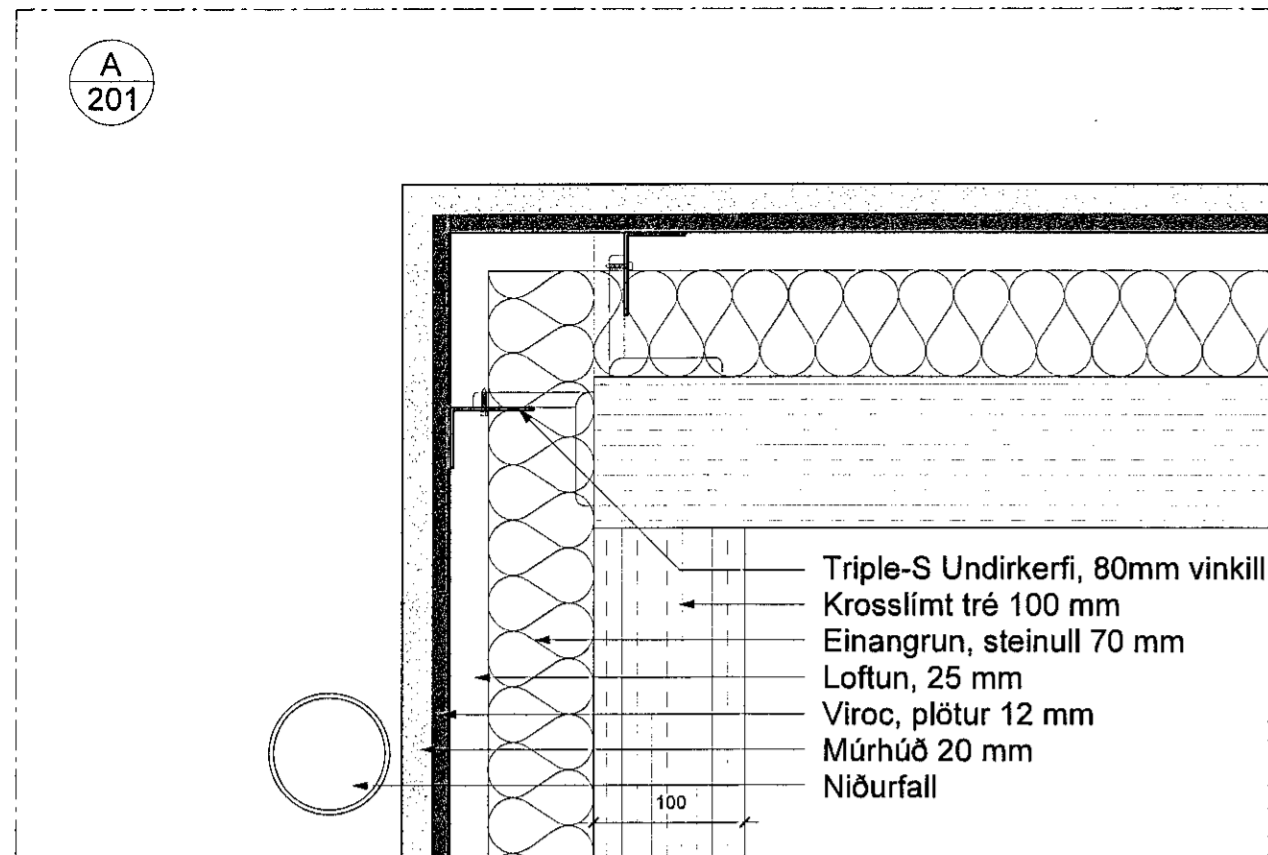 A
201
Triple-S Undirkerfi, 80mm vinkill
Krosslímt tré 100 mm
Einangrun, steinull 70 mm
Loftun, 25 mm
Viroc, plötur 12 mm
Múrhúð 20 mm
Niðurfall
100